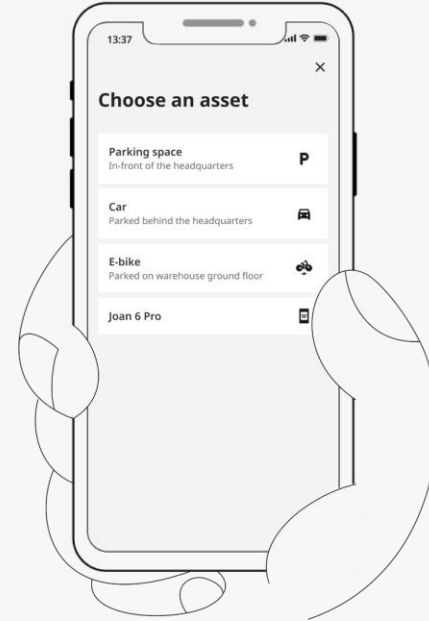 13:37
Choose an asset
Parking space
In-front of the headquarters
P
Car
Parked behind the headquarters
E-bike
Parked on warehouse ground floor
Joan 6 Pro